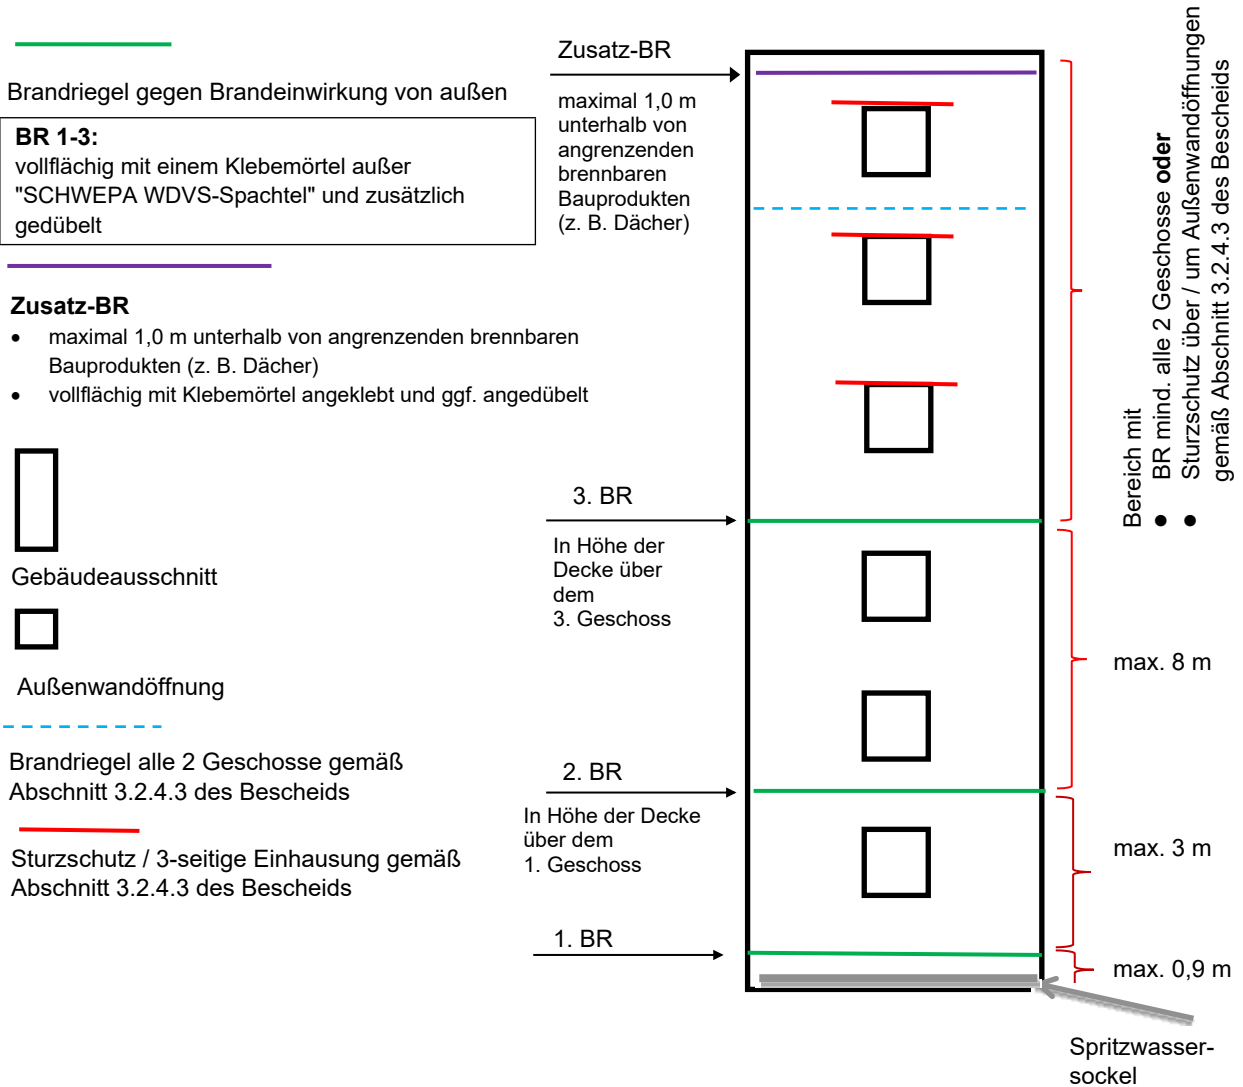 Brandriegel gegen Brandeinwirkung von außen
BR 1-3:
vollflächig mit einem Klebemörtel außer
"SCHWEPA WDVS-Spachtel" und zusätzlich
gedübelt
Zusatz-BR
• maximal 1,0 m unterhalb von angrenzenden brennbaren
Bauprodukten (z. B. Dächer)
• vollflächig mit Klebemörtel angeklebt und ggf. angedübelt
Gebäudeausschnitt
Außenwandöffnung
Brandriegel alle 2 Geschosse gemäß
Abschnitt 3.2.4.3 des Bescheids
Sturzschutz / 3-seitige Einhausung gemäß
Abschnitt 3.2.4.3 des Bescheids
Zusatz-BR
maximal 1,0 m
unterhalb von
angrenzenden
brennbaren
Bauprodukten
(z. B. Dächer)
3. BR
In Höhe der
Decke über
dem
3. Geschoss
2. BR
In Höhe der Decke
über dem
1. Geschoss
1. BR
Bereich mit
● BR mind. alle 2 Geschosse oder
● Sturzschutz über / um Außenwandöffnungen
gemäß Abschnitt 3.2.4.3 des Bescheids
max. 8 m
max. 3 m
max. 0,9 m
Spritzwasser-
sockel